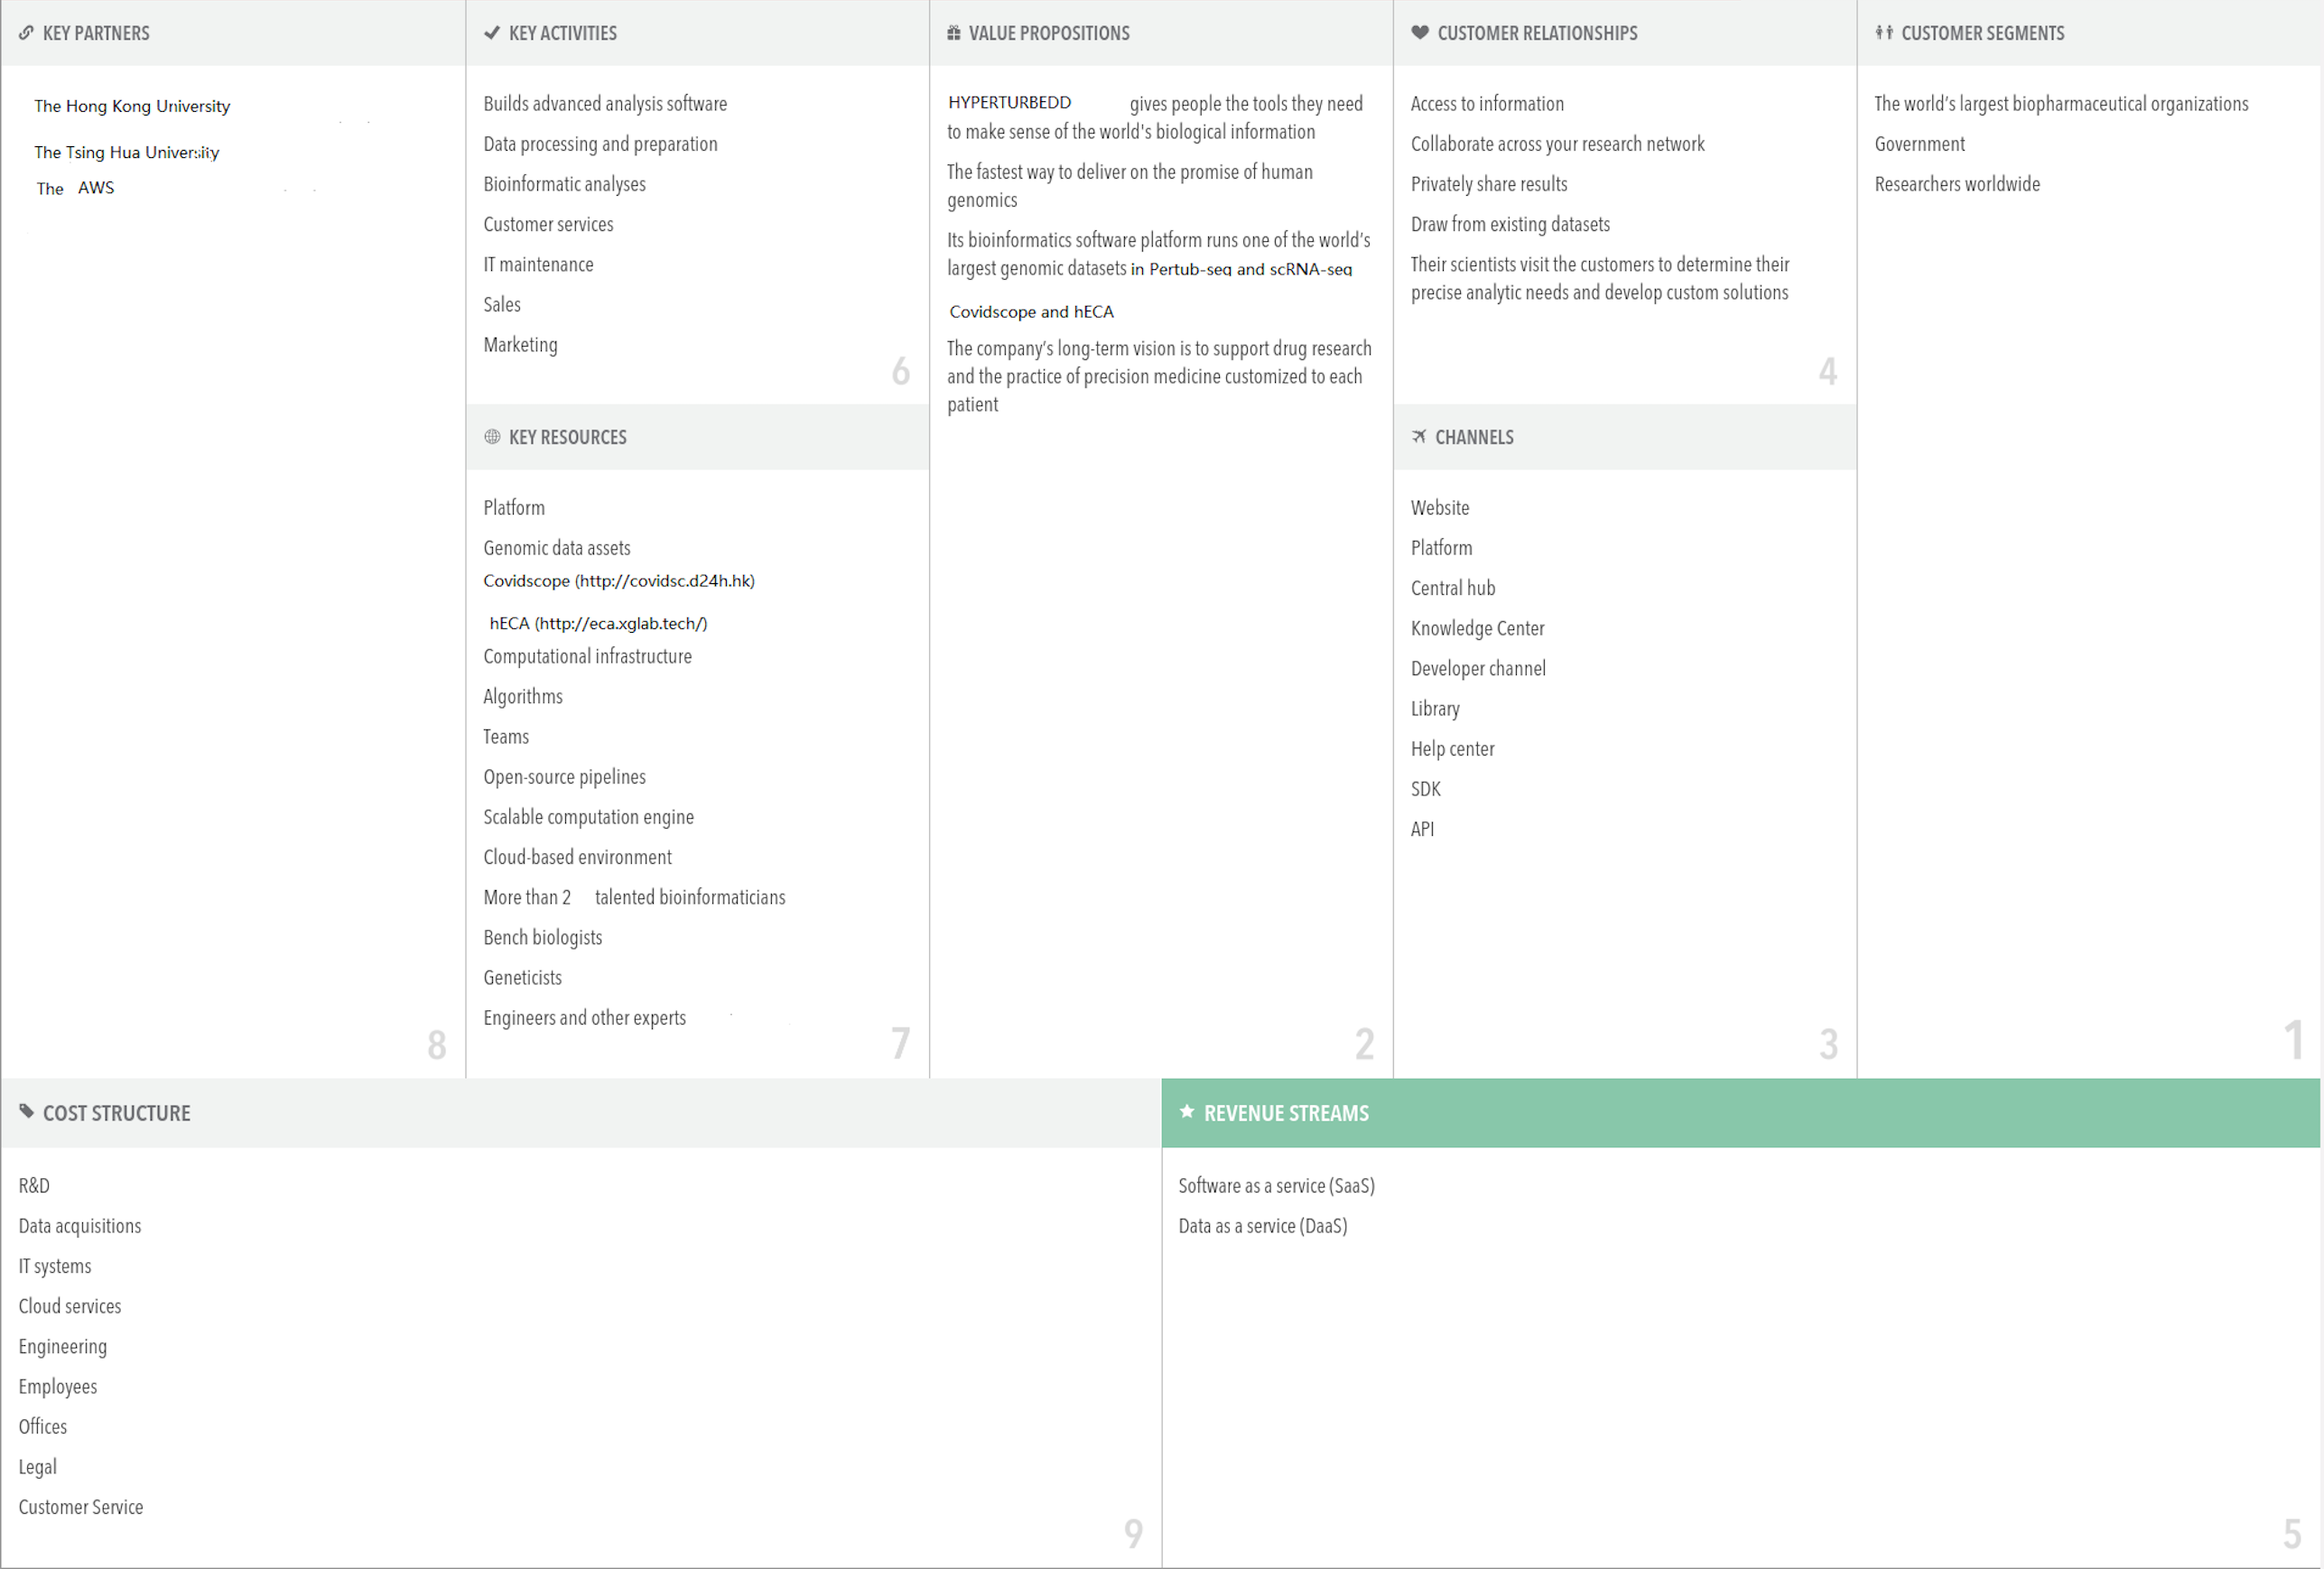 KEY PARTNERS
The Hong Kong University
The Tsing Hua University
The AWS
8
KEY ACTIVITIES
Builds advanced analysis software
Data processing and preparation
Bioinformatic analyses
Customer services
IT maintenance
Sales
Marketing
6
KEY RESOURCES
Platform
Genomic data assets
Covidscope (http://covidsc.d24h.hk)
hECA (http://eca.xglab.tech/)
Computational infrastructure
Algorithms
Teams
Open-source pipelines
Scalable computation engine
Cloud-based environment
More than 2 talented bioinformaticians
Bench biologists
Geneticists
Engineers and other experts
7
VALUE PROPOSITIONS
HYPERTURBEDD gives people the tools they need
to make sense of the world's biological information
The fastest way to deliver on the promise of human
genomics
Its bioinformatics software platform runs one of the world's
largest genomic datasets in Pertub-seq and scRNA-seq
Covidscope and hECA
The company's long-term vision is to support drug research
and the practice of precision medicine customized to each
patient
2
CUSTOMER RELATIONSHIPS
Access to information
Collaborate across your research network
Privately share results
Draw from existing datasets
Their scientists visit the customers to determine their
precise analytic needs and develop custom solutions
4
CHANNELS
Website
Platform
Central hub
Knowledge Center
Developer channel
Library
Help center
SDK
API
3
CUSTOMER SEGMENTS
The world's largest biopharmaceutical organizations
Government
Researchers worldwide
1
COST STRUCTURE
R&D
Data acquisitions
IT systems
Cloud services
Engineering
Employees
Offices
Legal
Customer Service
9
REVENUE STREAMS
Software as a service (SaaS)
Data as a service (DaaS)
5